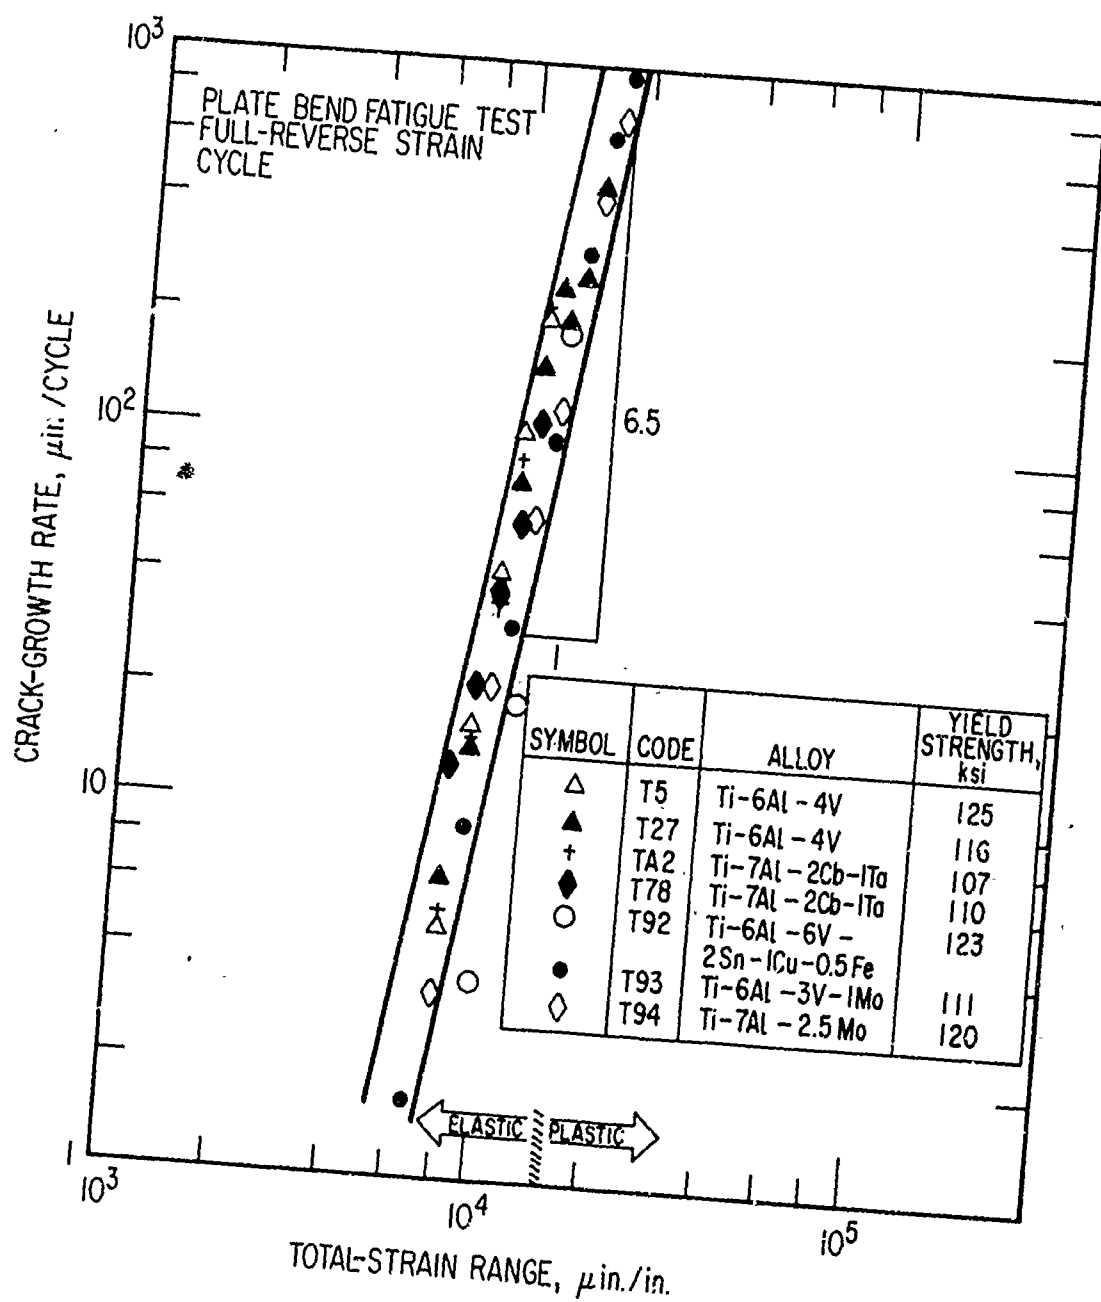 10³
PLATE BEND FATIGUE TEST
FULL-REVERSE STRAIN
CYCLE
CRACK-GROWTH RATE, μin./CYCLE
10²
6.5
10
SYMBOL CODE ALLOY YIELD STRENGTH, ksi
△ T5 Ti-6Al-4V 125
▲ T27 Ti-6Al-4V 116
+ TA2 Ti-7Al-2Cb-1Ta 107
◆ T78 Ti-7Al-2Cb-1Ta 110
○ T92 Ti-6Al-6V- 123
2Sn-1Cu-0.5Fe
● T93 Ti-6Al-3V-1Mo 111
◇ T94 Ti-7Al-2.5Mo 120
ELASTIC PLASTIC
1
10³ 10⁴ 10⁵
TOTAL-STRAIN RANGE, μin./in.